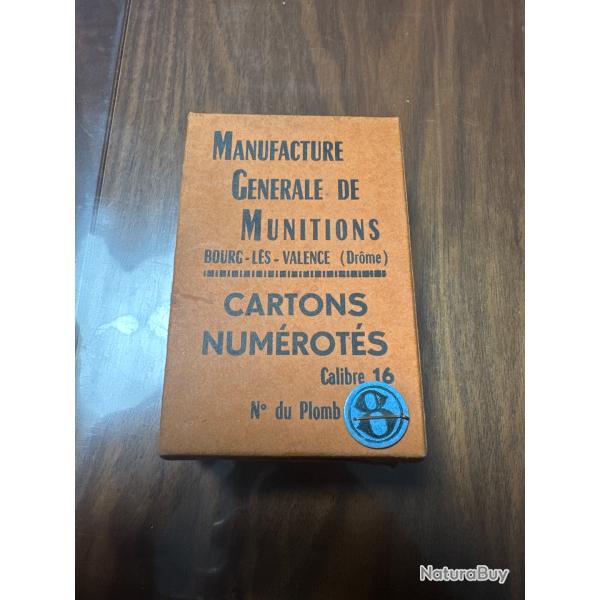 MANUFACTURE
GENERALE DE
MUNITIONS
BOURG-LÈS-VALENCE (Drôme)
CARTONS
NUMÉROTÉS
Calibre 16
N° du Plomb 8
NaturaBuy